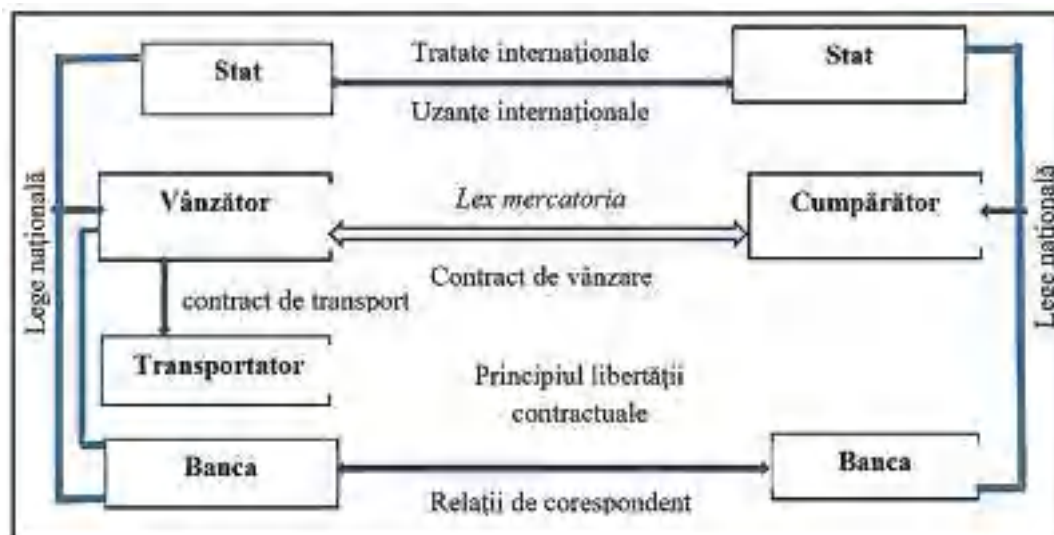 Stat
Tratate internaționale
Stat
Uzanțe internaționale
Lege națională
Vânzător
Lex mercatoria
Cumpărător
Lege națională
Contract de vânzare
contract de transport
Transportator
Principiul libertății
contractuale
Banca
Banca
Relații de corespondent